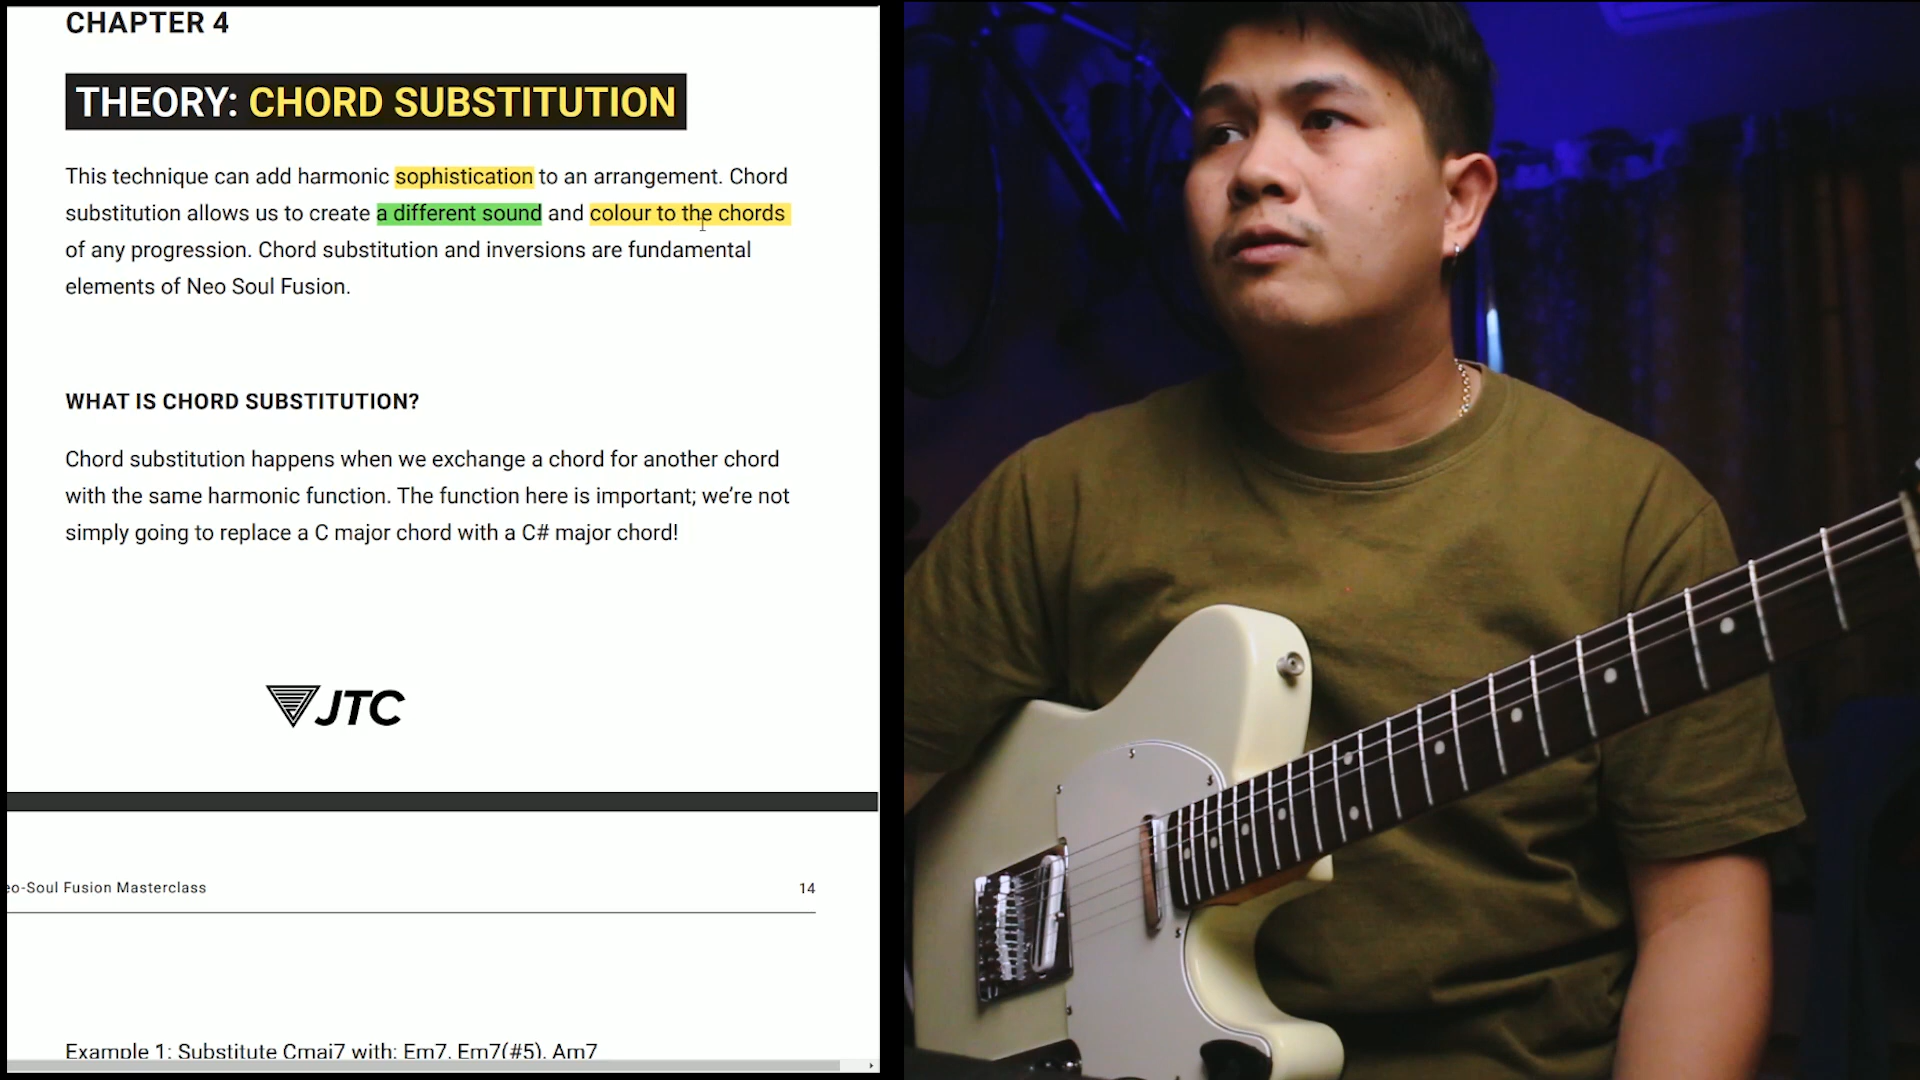 CHAPTER 4
THEORY: CHORD SUBSTITUTION
This technique can add harmonic sophistication to an arrangement. Chord
substitution allows us to create a different sound and colour to the chords
of any progression. Chord substitution and inversions are fundamental
elements of Neo Soul Fusion.
WHAT IS CHORD SUBSTITUTION?
Chord substitution happens when we exchange a chord for another chord
with the same harmonic function. The function here is important; we’re not
simply going to replace a C major chord with a C# major chord!
JTC
eo-Soul Fusion Masterclass 14
Example 1: Substitute Cmaj7 with: Em7, Em7(#5), Am7